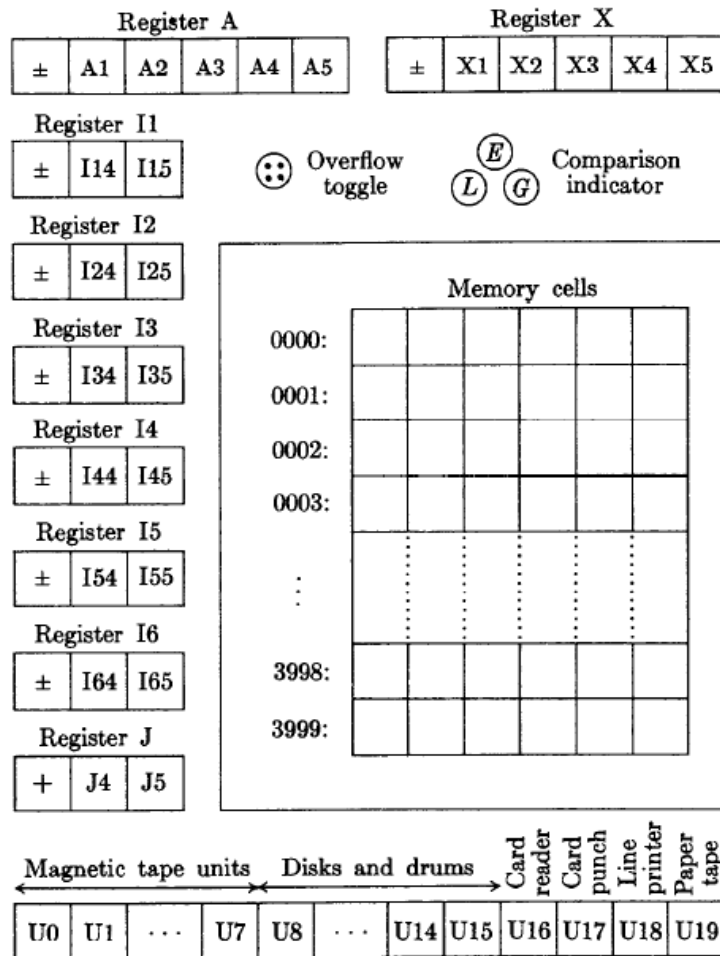 Register A
± A1 A2 A3 A4 A5
Register X
± X1 X2 X3 X4 X5
Register I1
± I14 I15
Overflow
toggle
E
L G
Comparison
indicator
Register I2
± I24 I25
Register I3
± I34 I35
Register I4
± I44 I45
Register I5
± I54 I55
Register I6
± I64 I65
Register J
+ J4 J5
Memory cells
0000:
0001:
0002:
0003:
⋮
3998:
3999:
Magnetic tape units
Disks and drums
Card
reader
Card
punch
Line
printer
Paper
tape
U0 U1 ··· U7 U8 ··· U14 U15 U16 U17 U18 U19